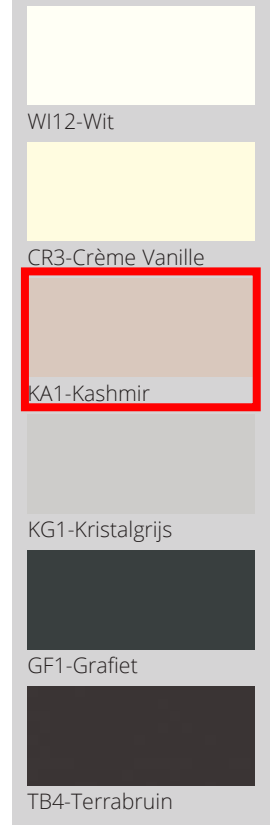 WI12-Wit
CR3-Crème Vanille
KA1-Kashmir
KG1-Kristalgrijs
GF1-Grafiet
TB4-Terrabruin